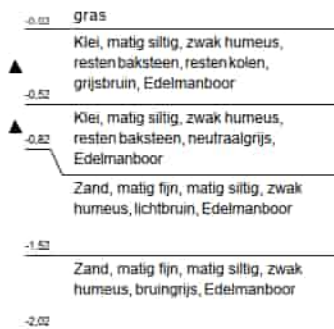 -0,02 gras
Klei, matig siltig, zwak humeus,
resten baksteen, resten kolen,
grijsbruin, Edelmanboor
-0,52
Klei, matig siltig, zwak humeus,
-0,82 resten baksteen, neutraalgrijs,
Edelmanboor
Zand, matig fijn, matig siltig, zwak
humeus, lichtbruin, Edelmanboor
-1,52
Zand, matig fijn, matig siltig, zwak
humeus, bruingrijs, Edelmanboor
-2,02